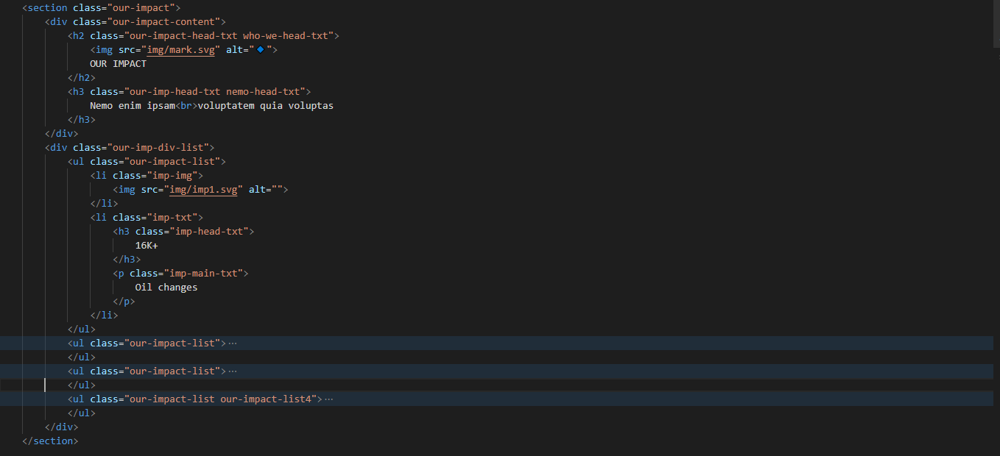 <section class="our-impact">
<div class="our-impact-content">
<h2 class="our-impact-head-txt who-we-head-txt">
<img src="img/mark.svg" alt="🔹">
OUR IMPACT
</h2>
<h3 class="our-imp-head-txt nemo-head-txt">
Nemo enim ipsam<br>voluptatem quia voluptas
</h3>
</div>
<div class="our-imp-div-list">
<ul class="our-impact-list">
<li class="imp-img">
<img src="img/imp1.svg" alt="">
</li>
<li class="imp-txt">
<h3 class="imp-head-txt">
16K+
</h3>
<p class="imp-main-txt">
Oil changes
</p>
</li>
</ul>
<ul class="our-impact-list">⋯
</ul>
<ul class="our-impact-list">⋯
</ul>
<ul class="our-impact-list our-impact-list4">⋯
</ul>
</div>
</section>